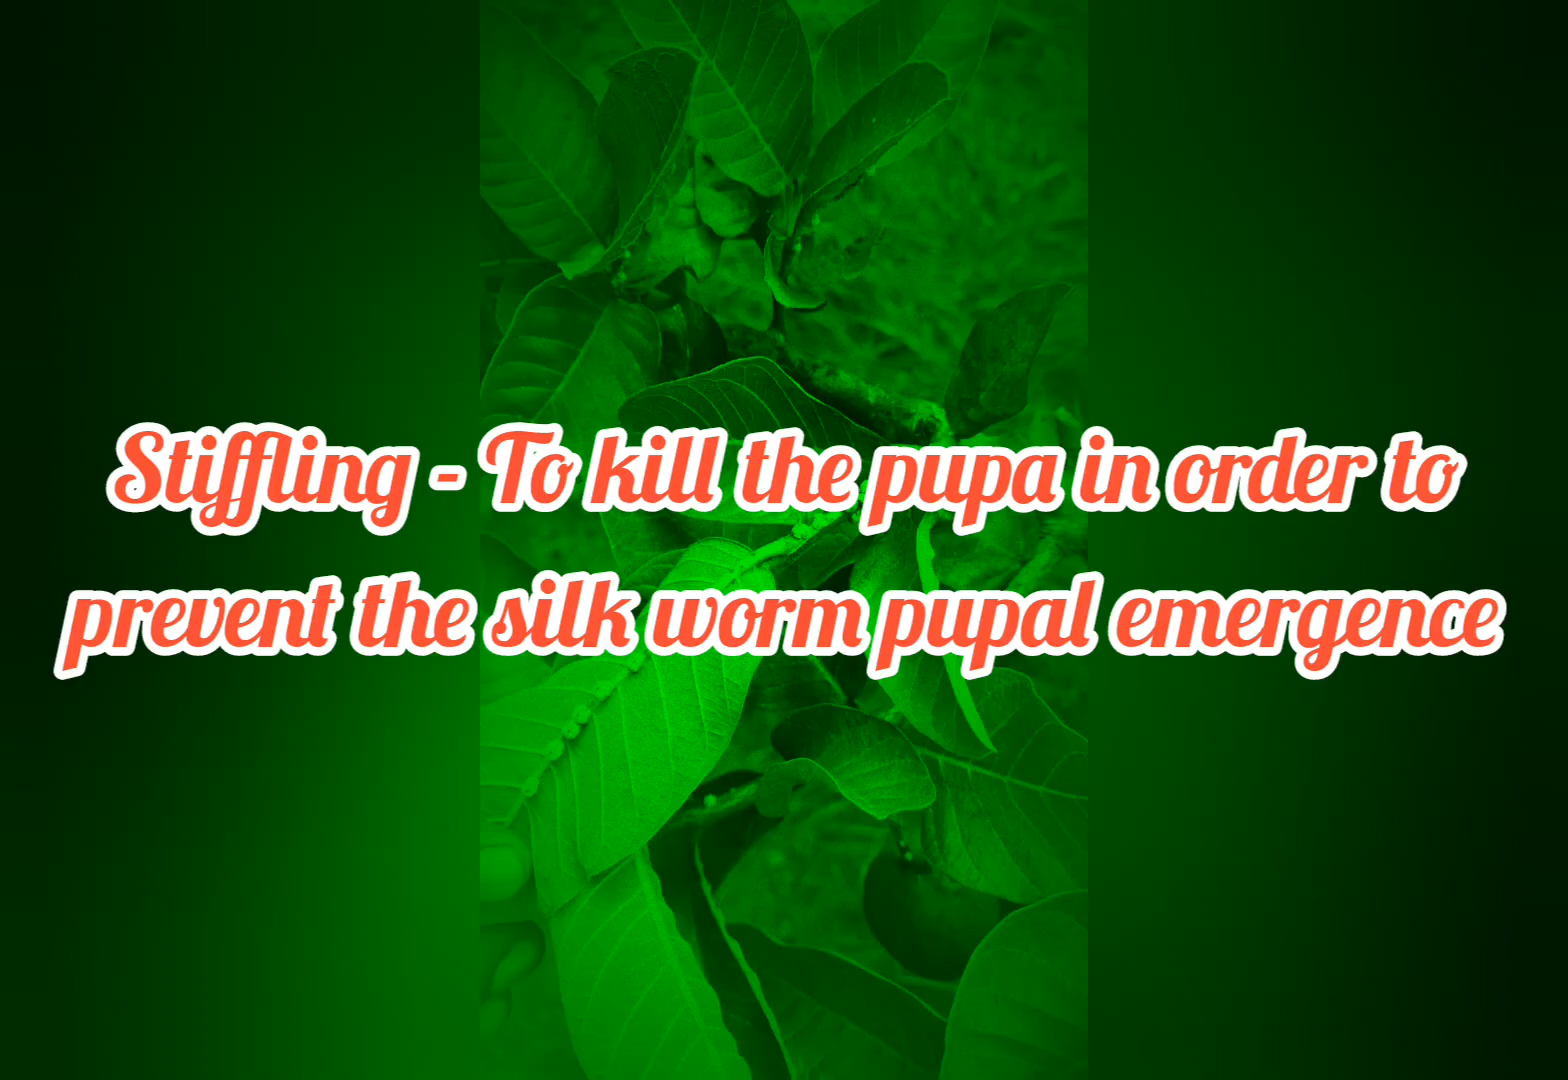 Stiffling - To kill the pupa in order to
prevent the silk worm pupal emergence